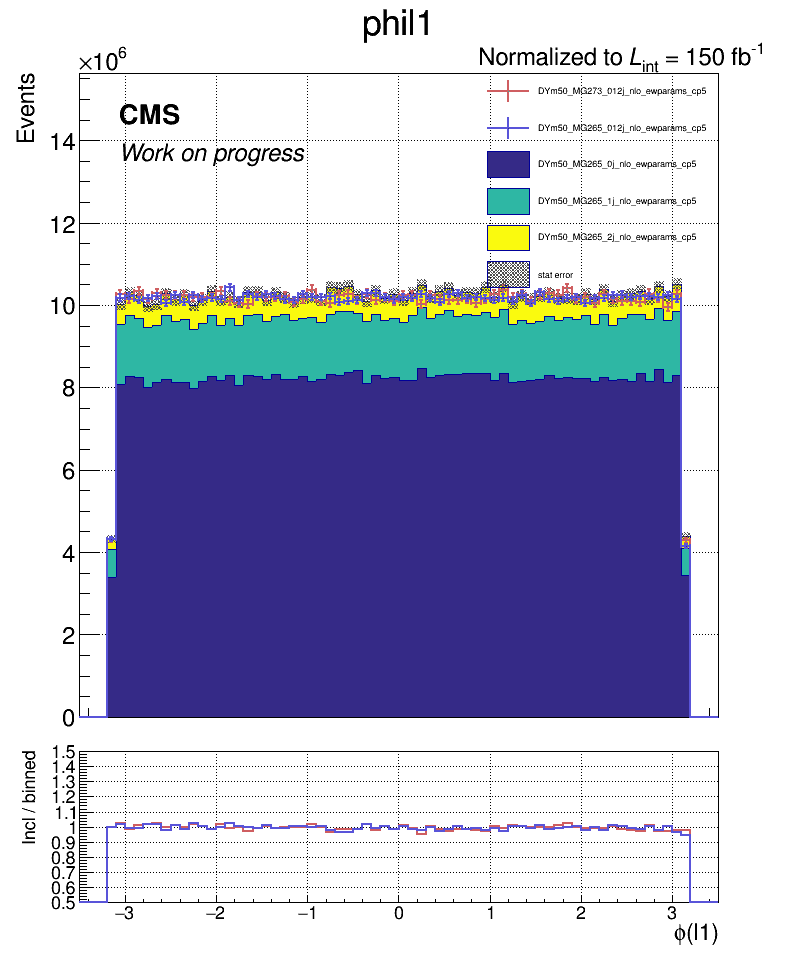 phil1
×10⁶
Normalized to L_int = 150 fb⁻¹
Events
CMS
Work on progress
DYm50_MG273_012j_nlo_ewparams_cp5
DYm50_MG265_012j_nlo_ewparams_cp5
DYm50_MG265_0j_nlo_ewparams_cp5
DYm50_MG265_1j_nlo_ewparams_cp5
DYm50_MG265_2j_nlo_ewparams_cp5
stat error
14
12
10
8
6
4
2
0
Incl / binned
1.5
1.4
1.3
1.2
1.1
1
0.9
0.8
0.7
0.6
0.5
−3 −2 −1 0 1 2 3
ϕ(l1)